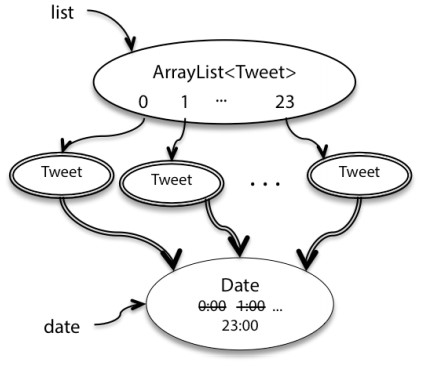 list
ArrayList<Tweet>
0 1 ... 23
Tweet Tweet ... Tweet
Date
0:00 1:00 ...
23:00
date